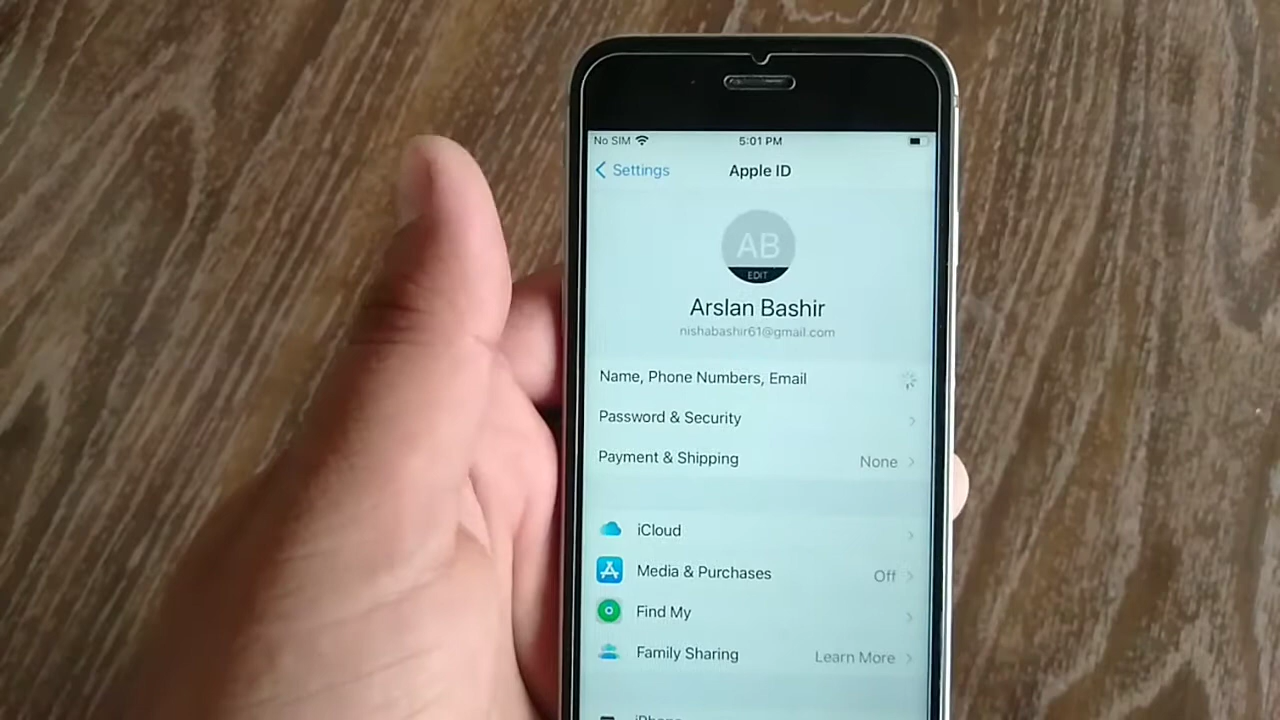 No SIM 5:01 PM
Settings Apple ID
AB
EDIT
Arslan Bashir
nishabashir61@gmail.com
Name, Phone Numbers, Email
Password & Security
Payment & Shipping None
iCloud
Media & Purchases Off
Find My
Family Sharing Learn More